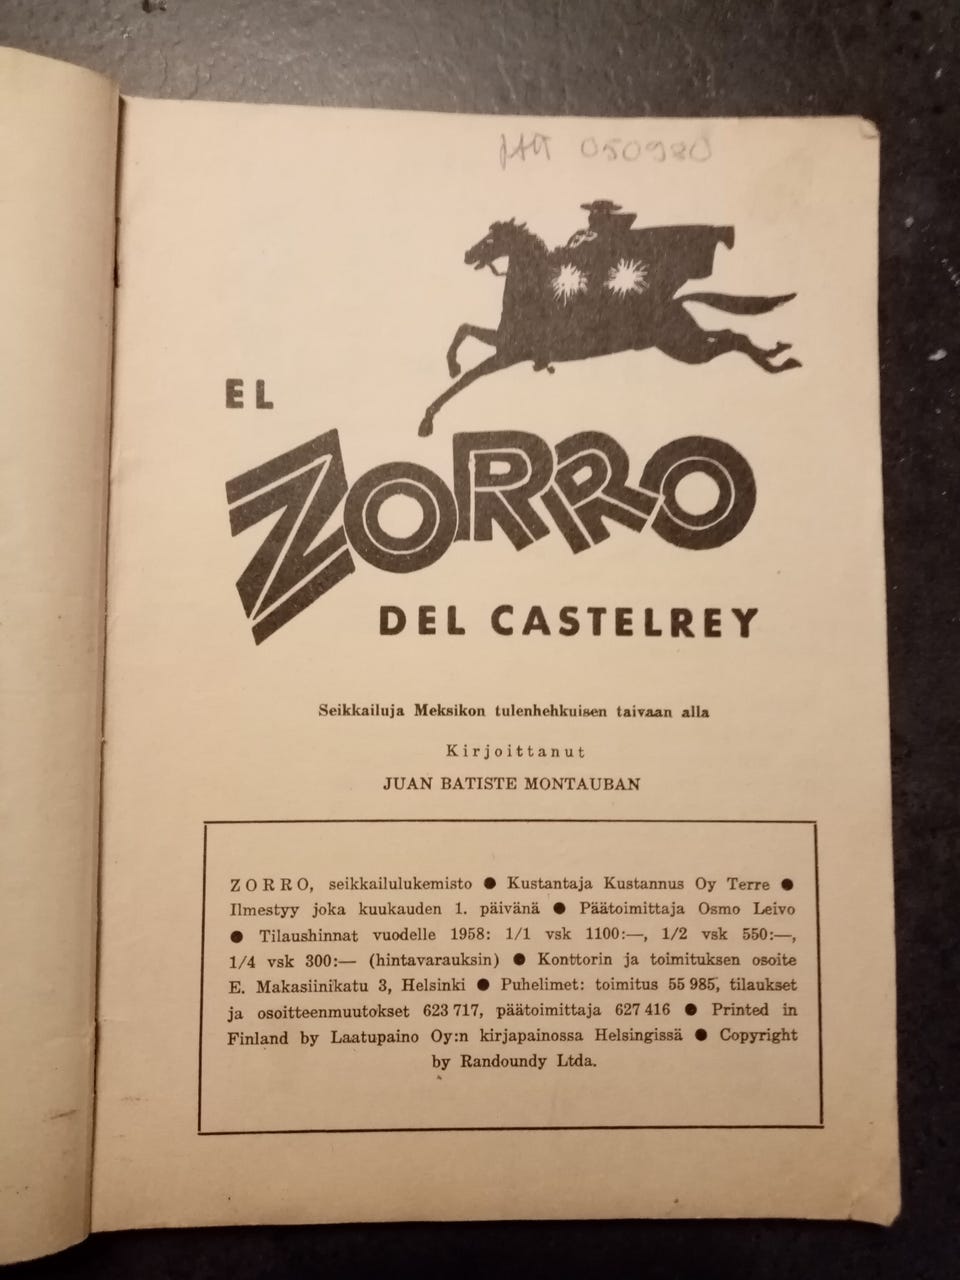 050980
EL
ZORRO
DEL CASTELREY
Seikkailuja Meksikon tulenhehkuisen taivaan alla
Kirjoittanut
JUAN BATISTE MONTAUBAN
ZORRO, seikkailulukemisto ● Kustantaja Kustannus Oy Terre ●
Ilmestyy joka kuukauden 1. päivänä ● Päätoimittaja Osmo Leivo
● Tilaushinnat vuodelle 1958: 1/1 vsk 1100:—, 1/2 vsk 550:—,
1/4 vsk 300:— (hintavarauksin) ● Konttorin ja toimituksen osoite
E. Makasiinikatu 3, Helsinki ● Puhelimet: toimitus 55 985, tilaukset
ja osoitteenmuutokset 623 717, päätoimittaja 627 416 ● Printed in
Finland by Laatupaino Oy:n kirjapainossa Helsingissä ● Copyright
by Randoundy Ltda.